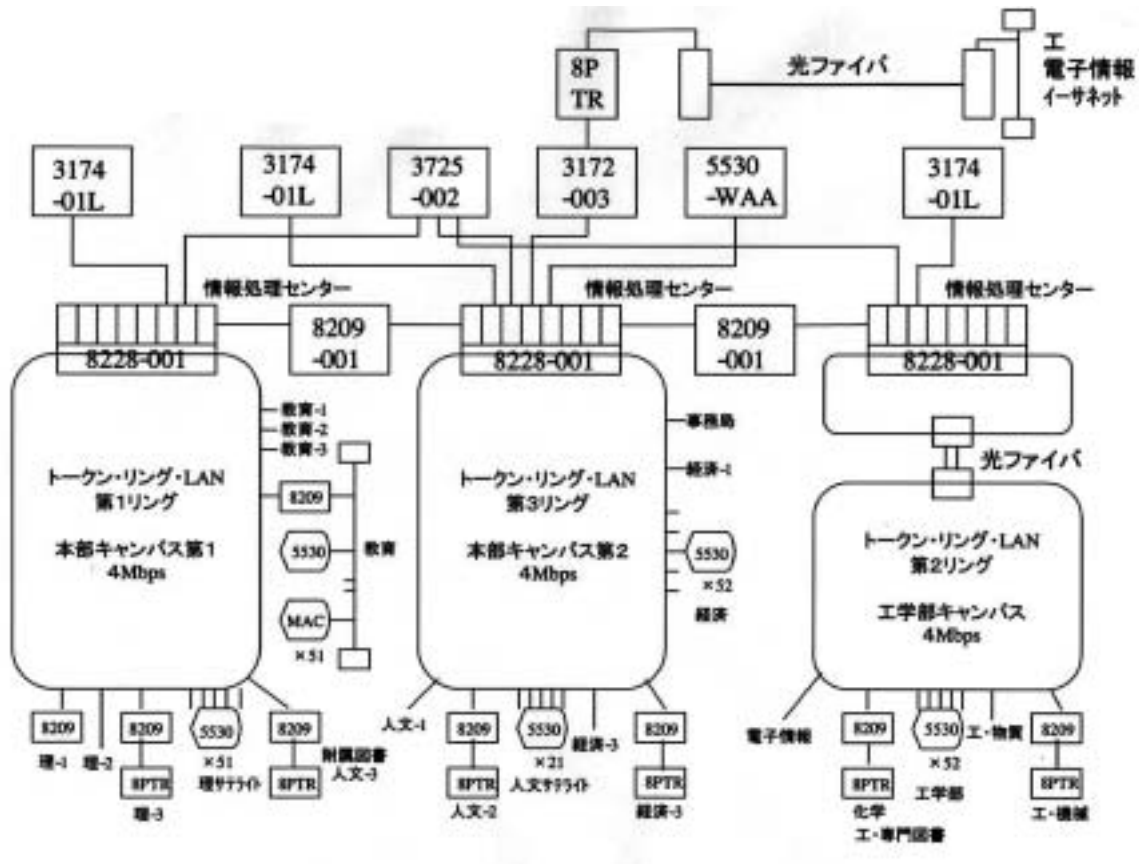 8P
TR
光ファイバ
工
電子情報
イーサネット
3174
-01L
3174
-01L
3725
-002
3172
-003
5530
-WAA
3174
-01L
情報処理センター
情報処理センター
情報処理センター
8209
-001
8209
-001
8228-001
8228-001
8228-001
教育-1
教育-2
教育-3
8209
5530
教育
MAC
×51
トークン・リング・LAN
第1リング
本部キャンパス第1
4Mbps
事務局
経済-1
5530
×52
経済
トークン・リング・LAN
第3リング
本部キャンパス第2
4Mbps
光ファイバ
トークン・リング・LAN
第2リング
工学部キャンパス
4Mbps
8209
理-1
理-2
8209
8PTR
理-3
5530
×51
理サテライト
8209
附属図書
人文-3
8PTR
人文-1
8209
8PTR
人文-2
5530
×21
人文サテライト
経済-3
8209
8PTR
経済-3
電子情報
8209
8PTR
化学
工・専門図書
5530
×52
工学部
工・物質
8209
8PTR
工・機械